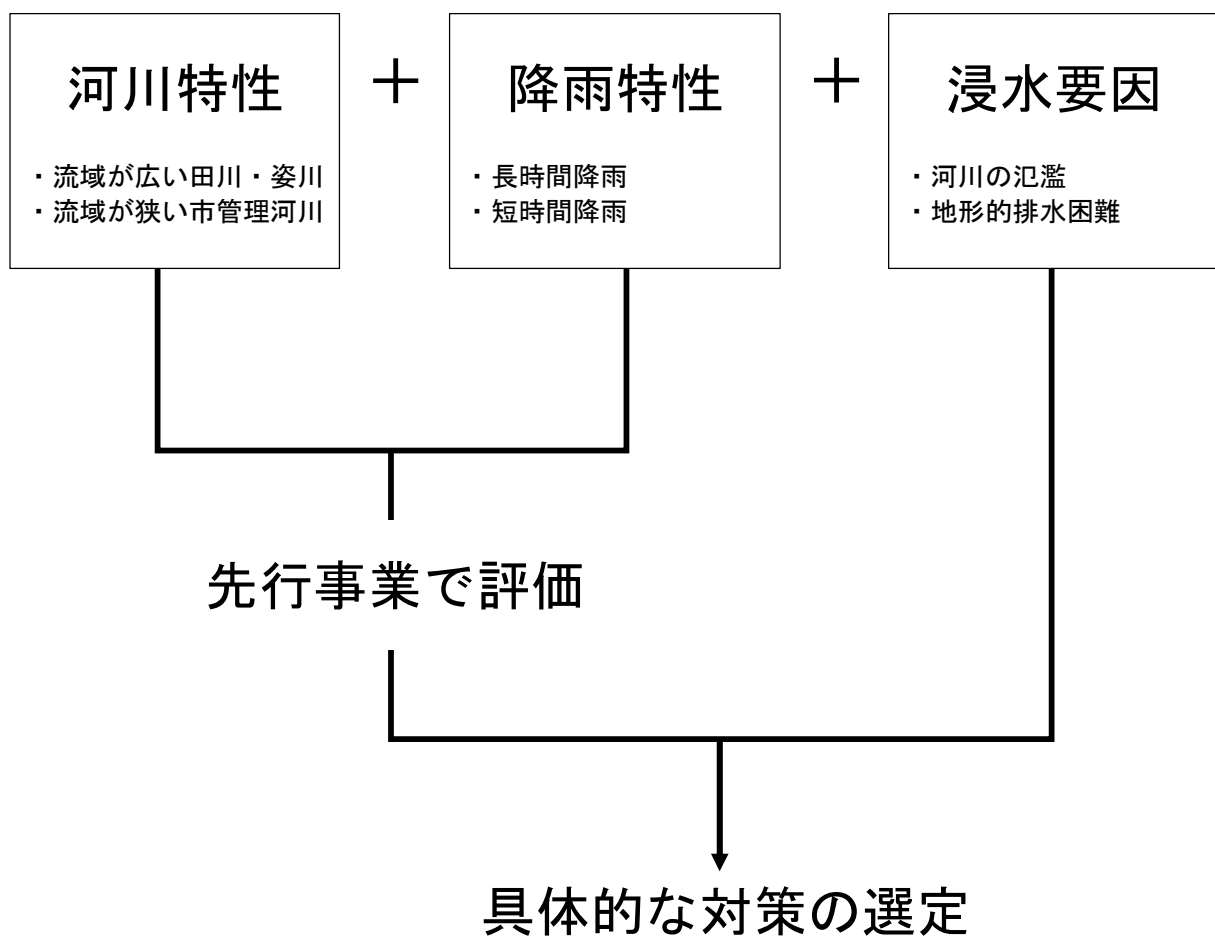 河川特性
・流域が広い田川・姿川
・流域が狭い市管理河川
＋
降雨特性
・長時間降雨
・短時間降雨
＋
浸水要因
・河川の氾濫
・地形的排水困難
先行事業で評価
具体的な対策の選定